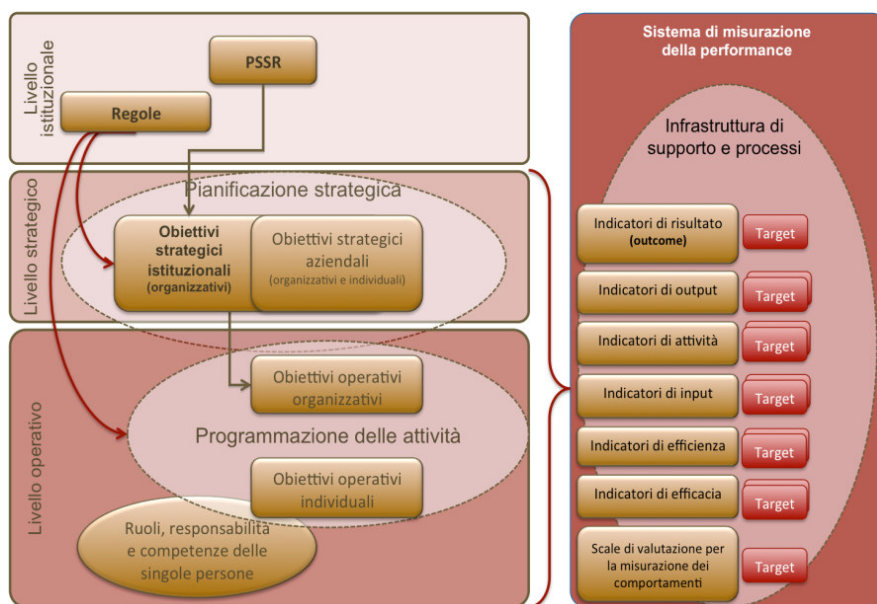 Livello
istituzionale
PSSR
Regole
Livello strategico
Pianificazione strategica
Obiettivi
strategici
istituzionali
(organizzativi)
Obiettivi strategici
aziendali
(organizzativi e individuali)
Livello operativo
Obiettivi operativi
organizzativi
Programmazione delle attività
Obiettivi operativi
individuali
Ruoli, responsabilità
e competenze delle
singole persone
Sistema di misurazione
della performance
Infrastruttura di
supporto e processi
Indicatori di risultato
(outcome)
Target
Indicatori di output
Target
Indicatori di attività
Target
Indicatori di input
Target
Indicatori di efficienza
Target
Indicatori di efficacia
Target
Scale di valutazione per
la misurazione dei
comportamenti
Target